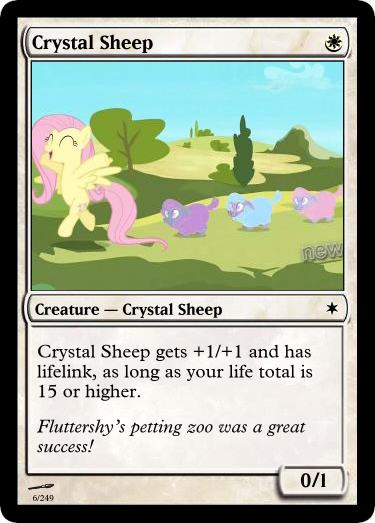 Crystal Sheep
new
Creature — Crystal Sheep
Crystal Sheep gets +1/+1 and has
lifelink, as long as your life total is
15 or higher.
Fluttershy's petting zoo was a great
success!
0/1
6/249